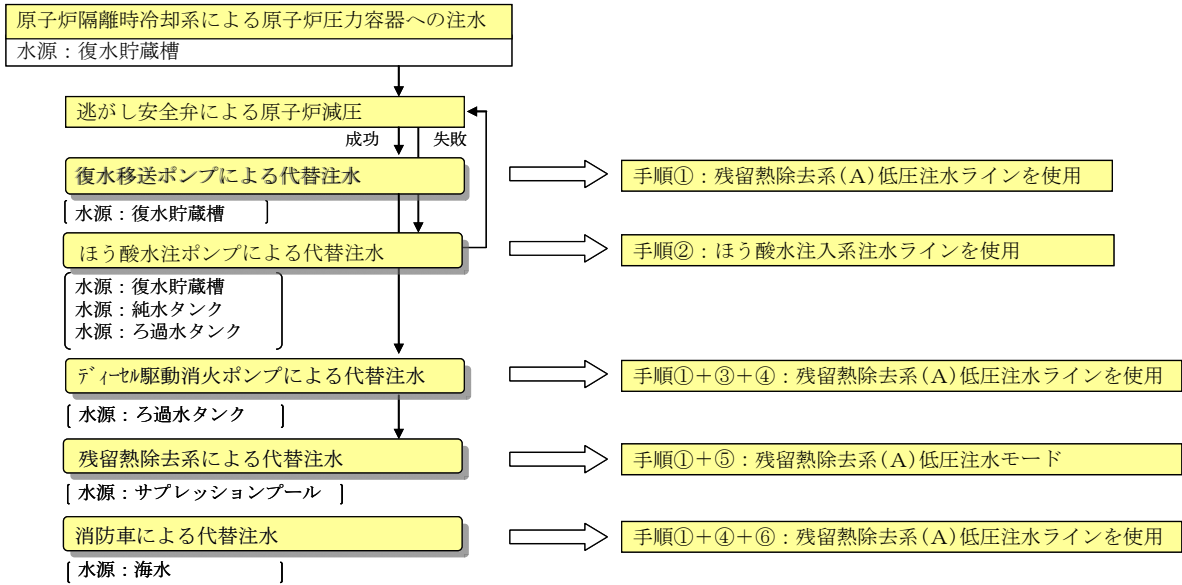 原子炉隔離時冷却系による原子炉圧力容器への注水
水源：復水貯蔵槽
逃がし安全弁による原子炉減圧
成功 失敗
復水移送ポンプによる代替注水
手順①：残留熱除去系(A)低圧注水ラインを使用
水源：復水貯蔵槽
ほう酸水注ポンプによる代替注水
手順②：ほう酸水注入系注水ラインを使用
水源：復水貯蔵槽
水源：純水タンク
水源：ろ過水タンク
ﾃﾞｨｰｾﾙ駆動消火ポンプによる代替注水
手順①＋③＋④：残留熱除去系(A)低圧注水ラインを使用
水源：ろ過水タンク
残留熱除去系による代替注水
手順①＋⑤：残留熱除去系(A)低圧注水モード
水源：サプレッションプール
消防車による代替注水
手順①＋④＋⑥：残留熱除去系(A)低圧注水ラインを使用
水源：海水